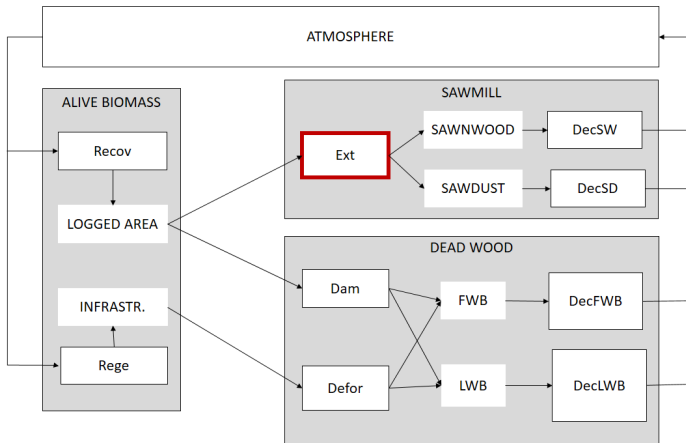 ATMOSPHERE
ALIVE BIOMASS
Recov
LOGGED AREA
INFRASTR.
Rege
SAWMILL
Ext
SAWNWOOD
DecSW
SAWDUST
DecSD
DEAD WOOD
Dam
FWB
DecFWB
Defor
LWB
DecLWB